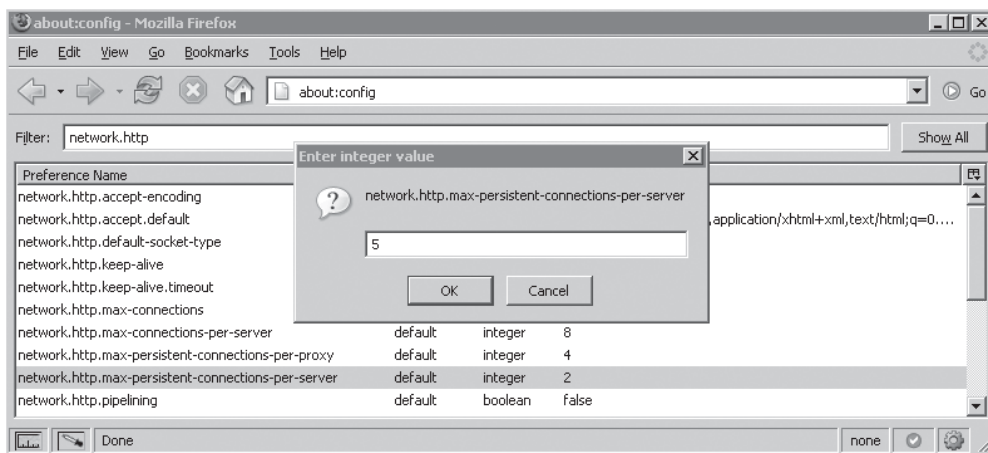 about:config - Mozilla Firefox
File Edit View Go Bookmarks Tools Help
about:config Go
Filter: network.http Show All
Enter integer value
network.http.max-persistent-connections-per-server
5
OK Cancel
Preference Name
network.http.accept-encoding
network.http.accept.default ,application/xhtml+xml,text/html;q=0....
network.http.default-socket-type
network.http.keep-alive
network.http.keep-alive.timeout
network.http.max-connections
network.http.max-connections-per-server default integer 8
network.http.max-persistent-connections-per-proxy default integer 4
network.http.max-persistent-connections-per-server default integer 2
network.http.pipelining default boolean false
Done none